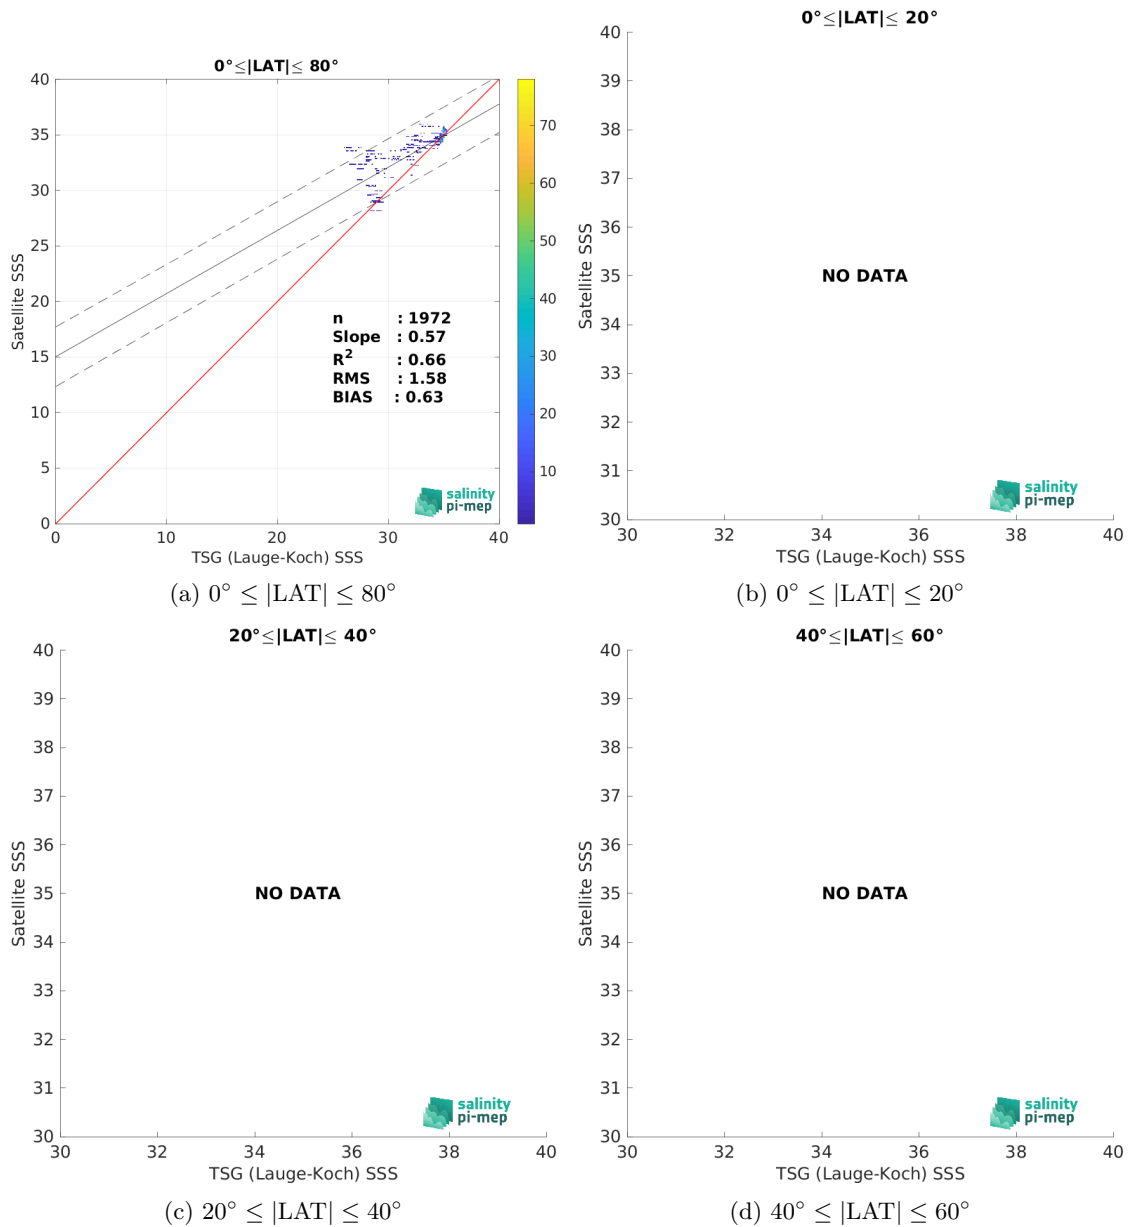 0°≤|LAT|≤ 80°
40
35
30
25
20
15
10
5
0
Satellite SSS
0
10
20
30
40
TSG (Lauge-Koch) SSS
n : 1972
Slope : 0.57
R² : 0.66
RMS : 1.58
BIAS : 0.63
70
60
50
40
30
20
10
salinity
pi-mep
(a) 0° ≤ |LAT| ≤ 80°
0°≤|LAT|≤ 20°
40
39
38
37
36
35
34
33
32
31
30
Satellite SSS
NO DATA
salinity
pi-mep
30
32
34
36
38
40
TSG (Lauge-Koch) SSS
(b) 0° ≤ |LAT| ≤ 20°
20°≤|LAT|≤ 40°
40
39
38
37
36
35
34
33
32
31
30
Satellite SSS
NO DATA
salinity
pi-mep
30
32
34
36
38
40
TSG (Lauge-Koch) SSS
(c) 20° ≤ |LAT| ≤ 40°
40°≤|LAT|≤ 60°
40
39
38
37
36
35
34
33
32
31
30
Satellite SSS
NO DATA
salinity
pi-mep
30
32
34
36
38
40
TSG (Lauge-Koch) SSS
(d) 40° ≤ |LAT| ≤ 60°